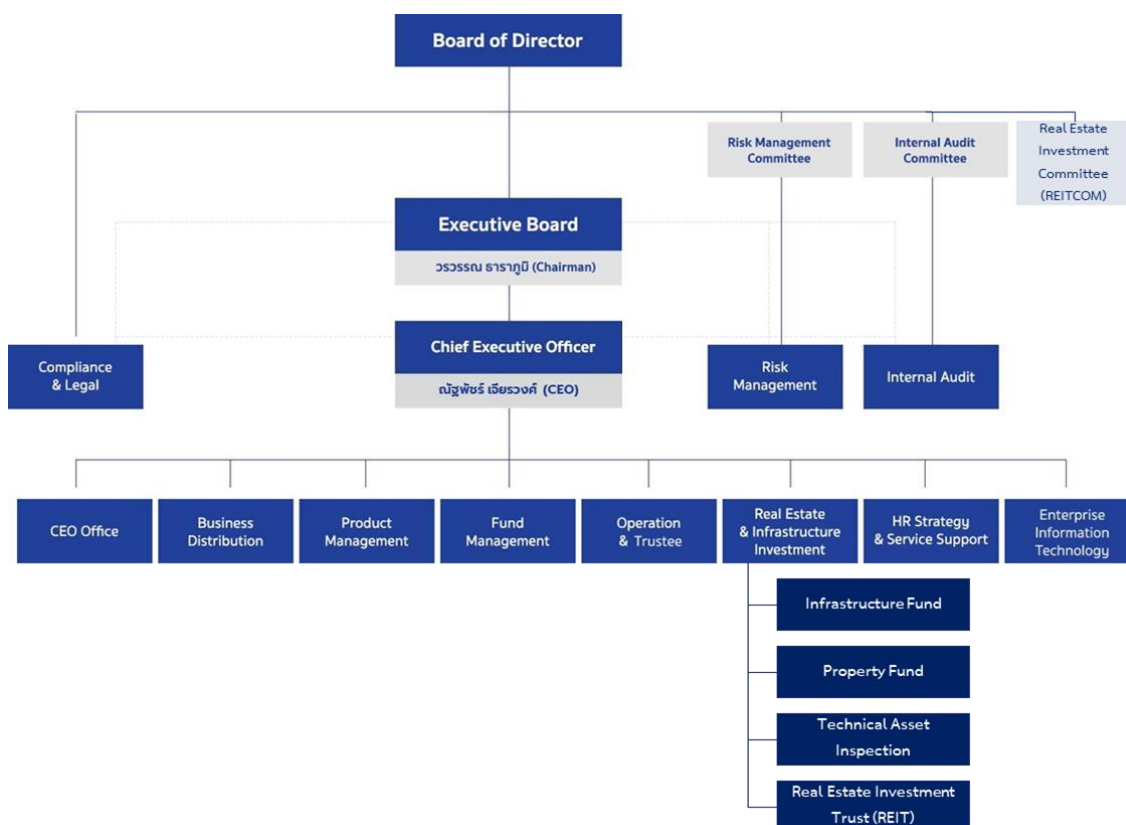 Board of Director
Risk Management
Committee
Internal Audit
Committee
Real Estate
Investment
Committee
(REITCOM)
Executive Board
วรวรรณ ธาราภูมิ (Chairman)
Chief Executive Officer
ณัฐพัชร์ เจียรวงศ์ (CEO)
Compliance
& Legal
Risk
Management
Internal Audit
CEO Office
Business
Distribution
Product
Management
Fund
Management
Operation
& Trustee
Real Estate
& Infrastructure
Investment
HR Strategy
& Service Support
Enterprise
Information
Technology
Infrastructure Fund
Property Fund
Technical Asset
Inspection
Real Estate Investment
Trust (REIT)